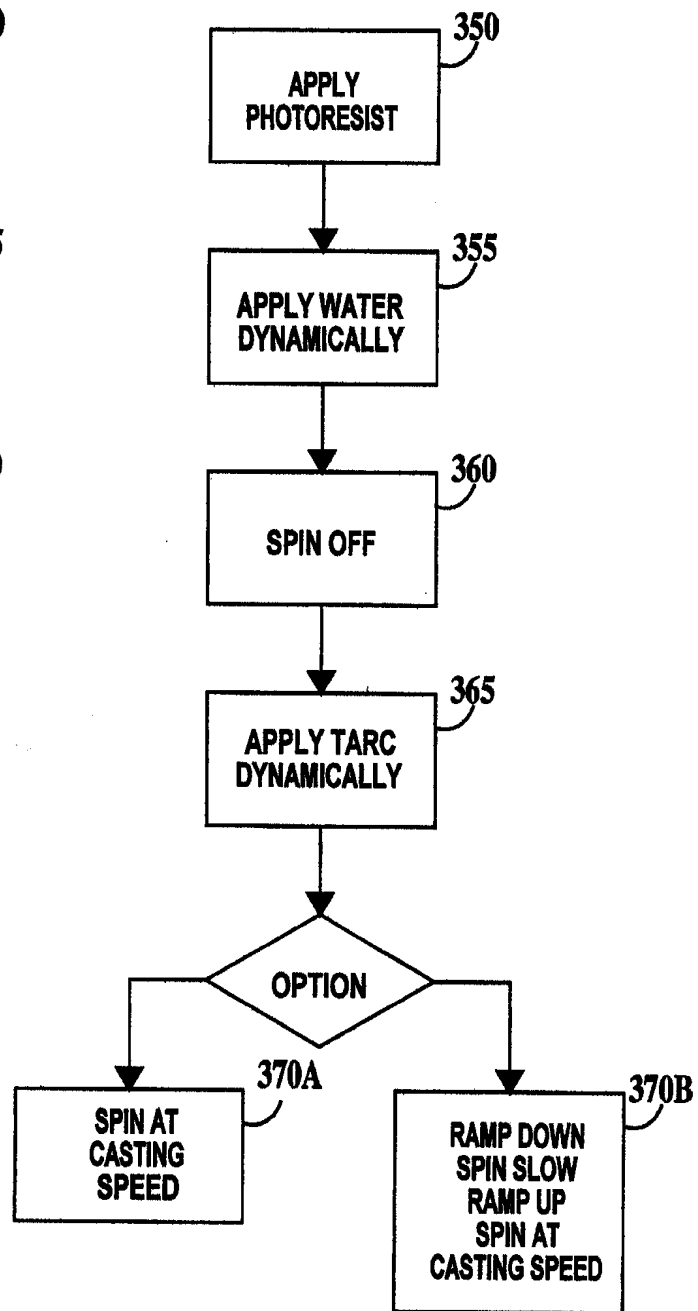 350
APPLY
PHOTORESIST
355
APPLY WATER
DYNAMICALLY
360
SPIN OFF
365
APPLY TARC
DYNAMICALLY
OPTION
370A
SPIN AT
CASTING
SPEED
370B
RAMP DOWN
SPIN SLOW
RAMP UP
SPIN AT
CASTING SPEED